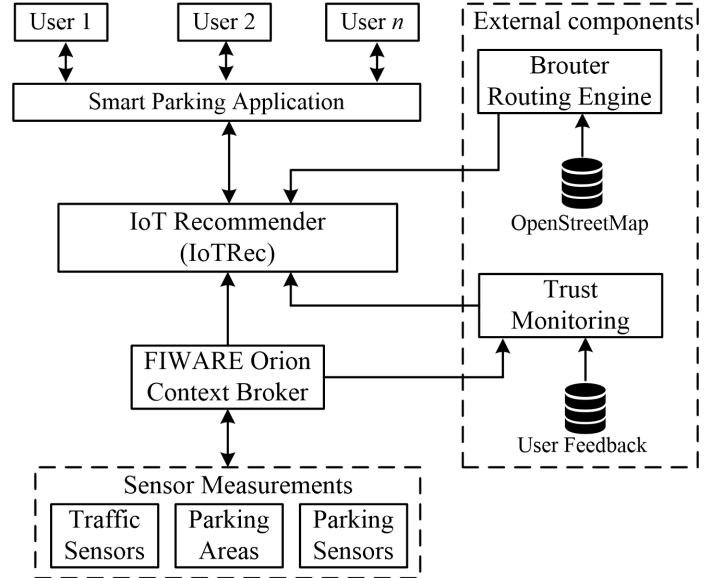 User 1
User 2
User n
External components
Smart Parking Application
Brouter
Routing Engine
OpenStreetMap
IoT Recommender
(IoTRec)
Trust
Monitoring
FIWARE Orion
Context Broker
User Feedback
Sensor Measurements
Traffic
Sensors
Parking
Areas
Parking
Sensors